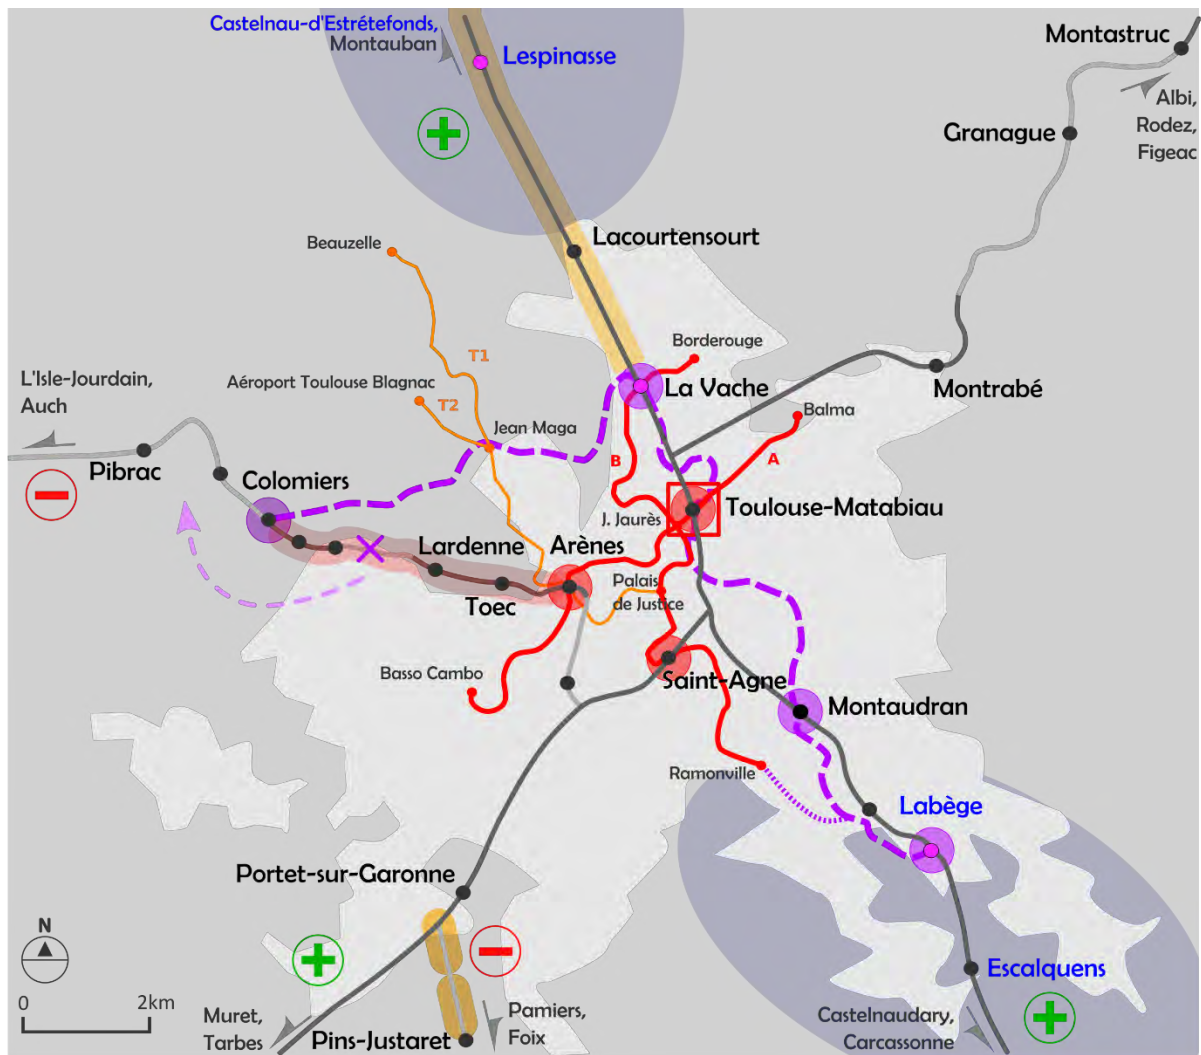 Castelnau-d'Estrétefonds,
Montauban
Lespinasse
Montastruc
Albi,
Rodez,
Figeac
Granague
Lacourtensourt
Beauzelle
T1
Borderouge
Aéroport Toulouse Blagnac
T2
La Vache
Montrabé
L'Isle-Jourdain,
Auch
Jean Maga
Balma
Pibrac
B
A
Colomiers
Toulouse-Matabiau
J. Jaurès
Lardenne
Arènes
Palais
de Justice
Toec
Basso Cambo
Saint-Agne
Montaudran
Ramonville
Labège
Portet-sur-Garonne
N
0
2km
Escalquens
Muret,
Tarbes
Pins-Justaret
Pamiers,
Foix
Castelnaudary,
Carcassonne